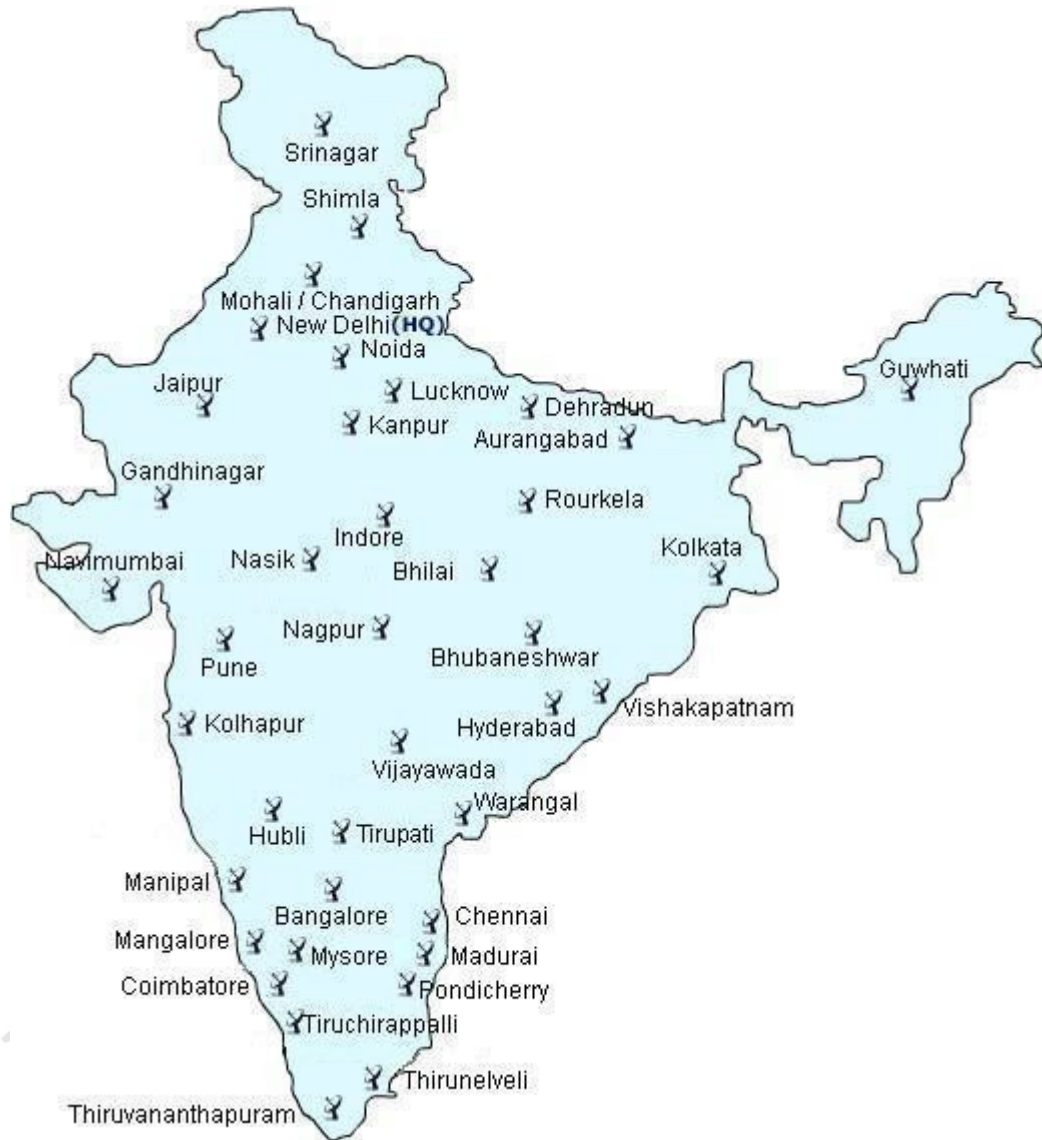 Srinagar
Shimla
Mohali / Chandigarh
New Delhi(HQ)
Noida
Jaipur
Lucknow
Guwhati
Dehradun
Kanpur
Aurangabad
Gandhinagar
Rourkela
Indore
Kolkata
Navimumbai
Nasik
Bhilai
Nagpur
Bhubaneshwar
Pune
Vishakapatnam
Kolhapur
Hyderabad
Vijayawada
Warangal
Hubli
Tirupati
Manipal
Bangalore
Chennai
Mangalore
Mysore
Madurai
Coimbatore
Pondicherry
Tiruchirappalli
Thirunelveli
Thiruvananthapuram